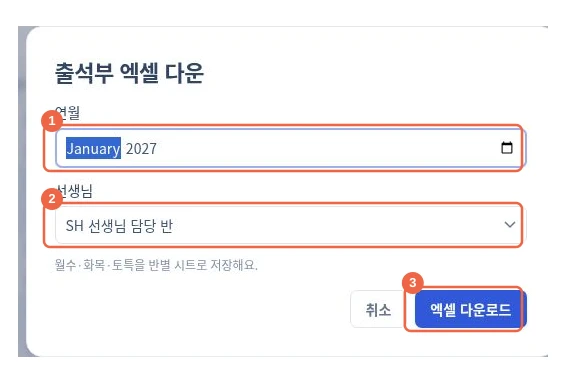 출석부 엑셀 다운
연월
1
January 2027
선생님
2
SH 선생님 담당 반
월수·화목·토특을 반별 시트로 저장해요.
3
취소
엑셀 다운로드